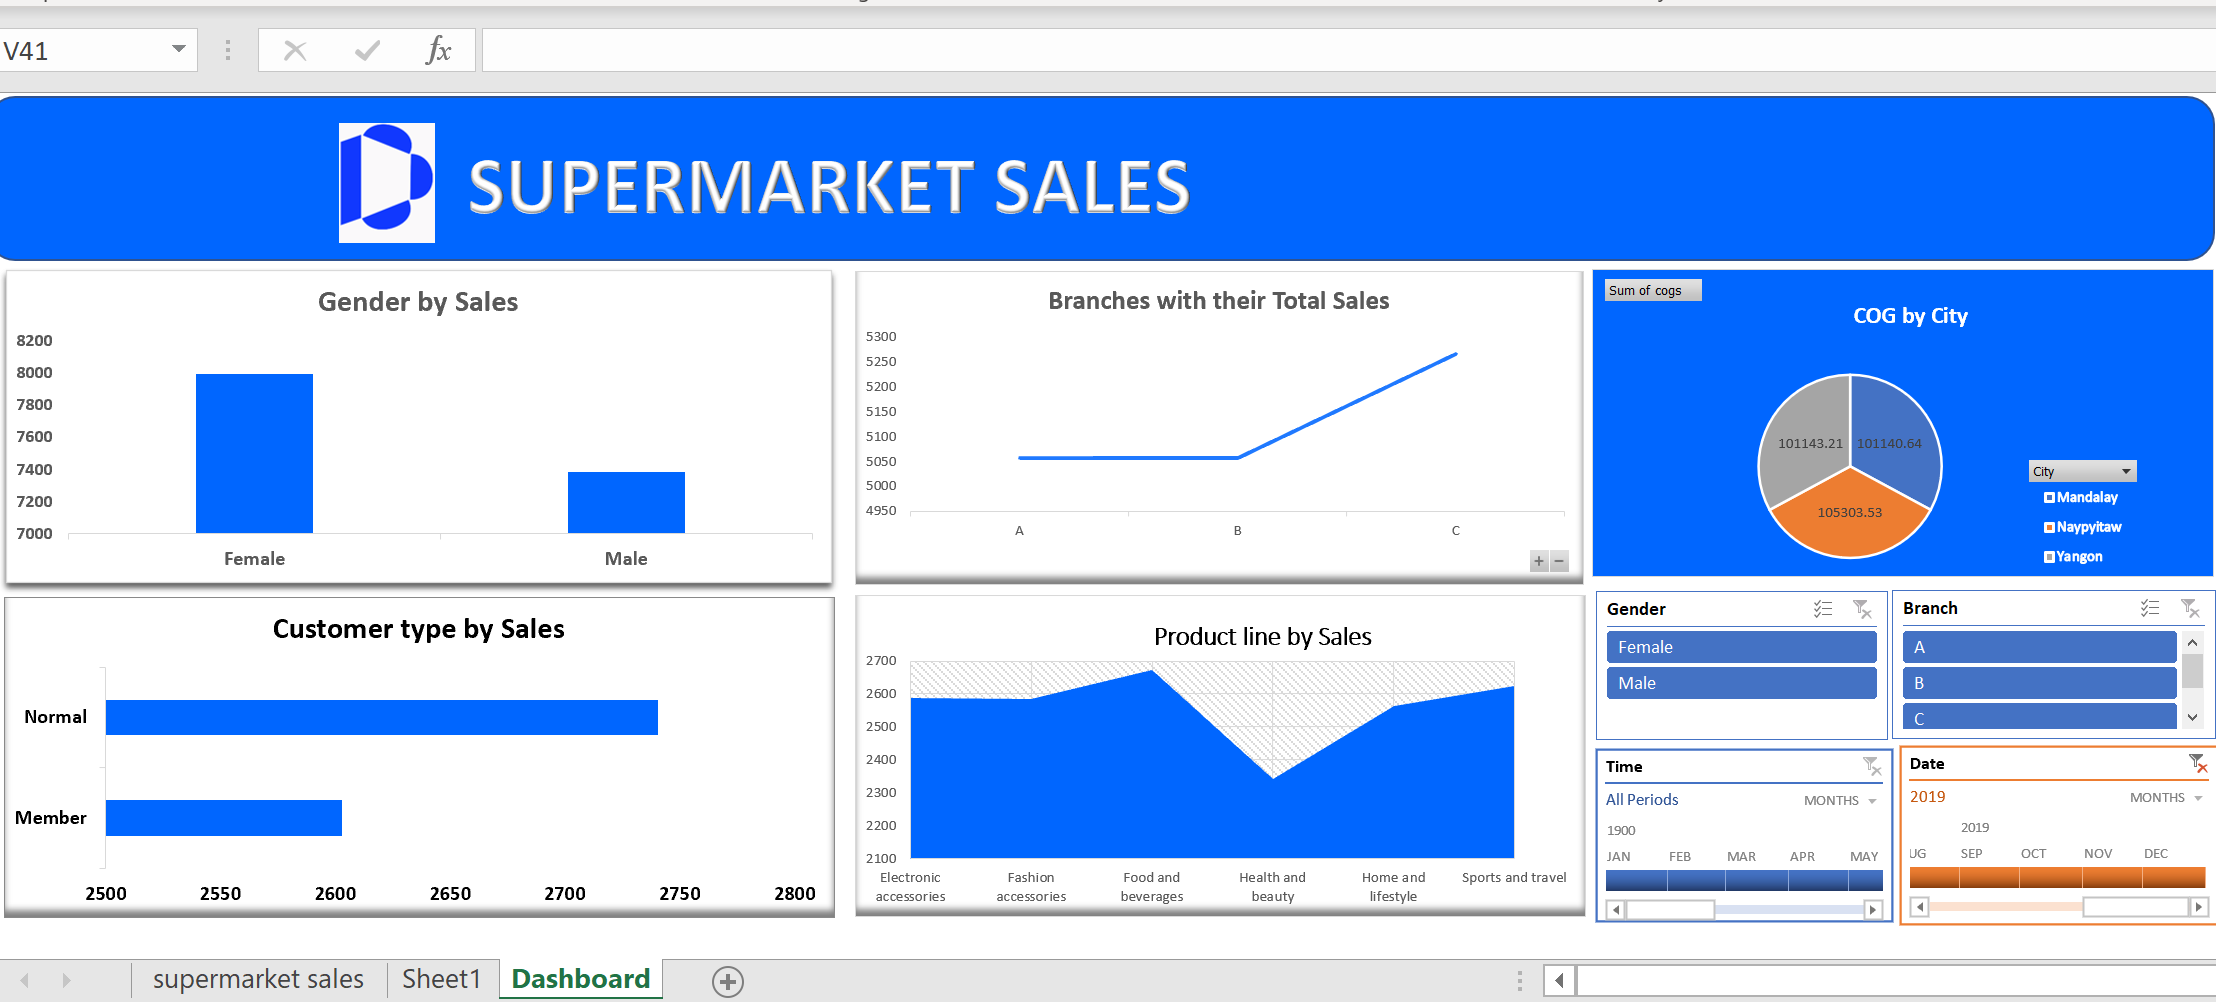 V41
fx
SUPERMARKET SALES
Gender by Sales
8200
8000
7800
7600
7400
7200
7000
Female
Male
Branches with their Total Sales
5300
5250
5200
5150
5100
5050
5000
4950
A
B
C
+ −
Sum of cogs
COG by City
101143.21
101140.64
105303.53
City
Mandalay
Naypyitaw
Yangon
Customer type by Sales
Normal
Member
2500
2550
2600
2650
2700
2750
2800
Product line by Sales
2700
2600
2500
2400
2300
2200
2100
Electronic
accessories
Fashion
accessories
Food and
beverages
Health and
beauty
Home and
lifestyle
Sports and travel
Gender
Female
Male
Branch
A
B
C
Time
All Periods
MONTHS
1900
JAN
FEB
MAR
APR
MAY
Date
2019
MONTHS
2019
UG
SEP
OCT
NOV
DEC
supermarket sales
Sheet1
Dashboard